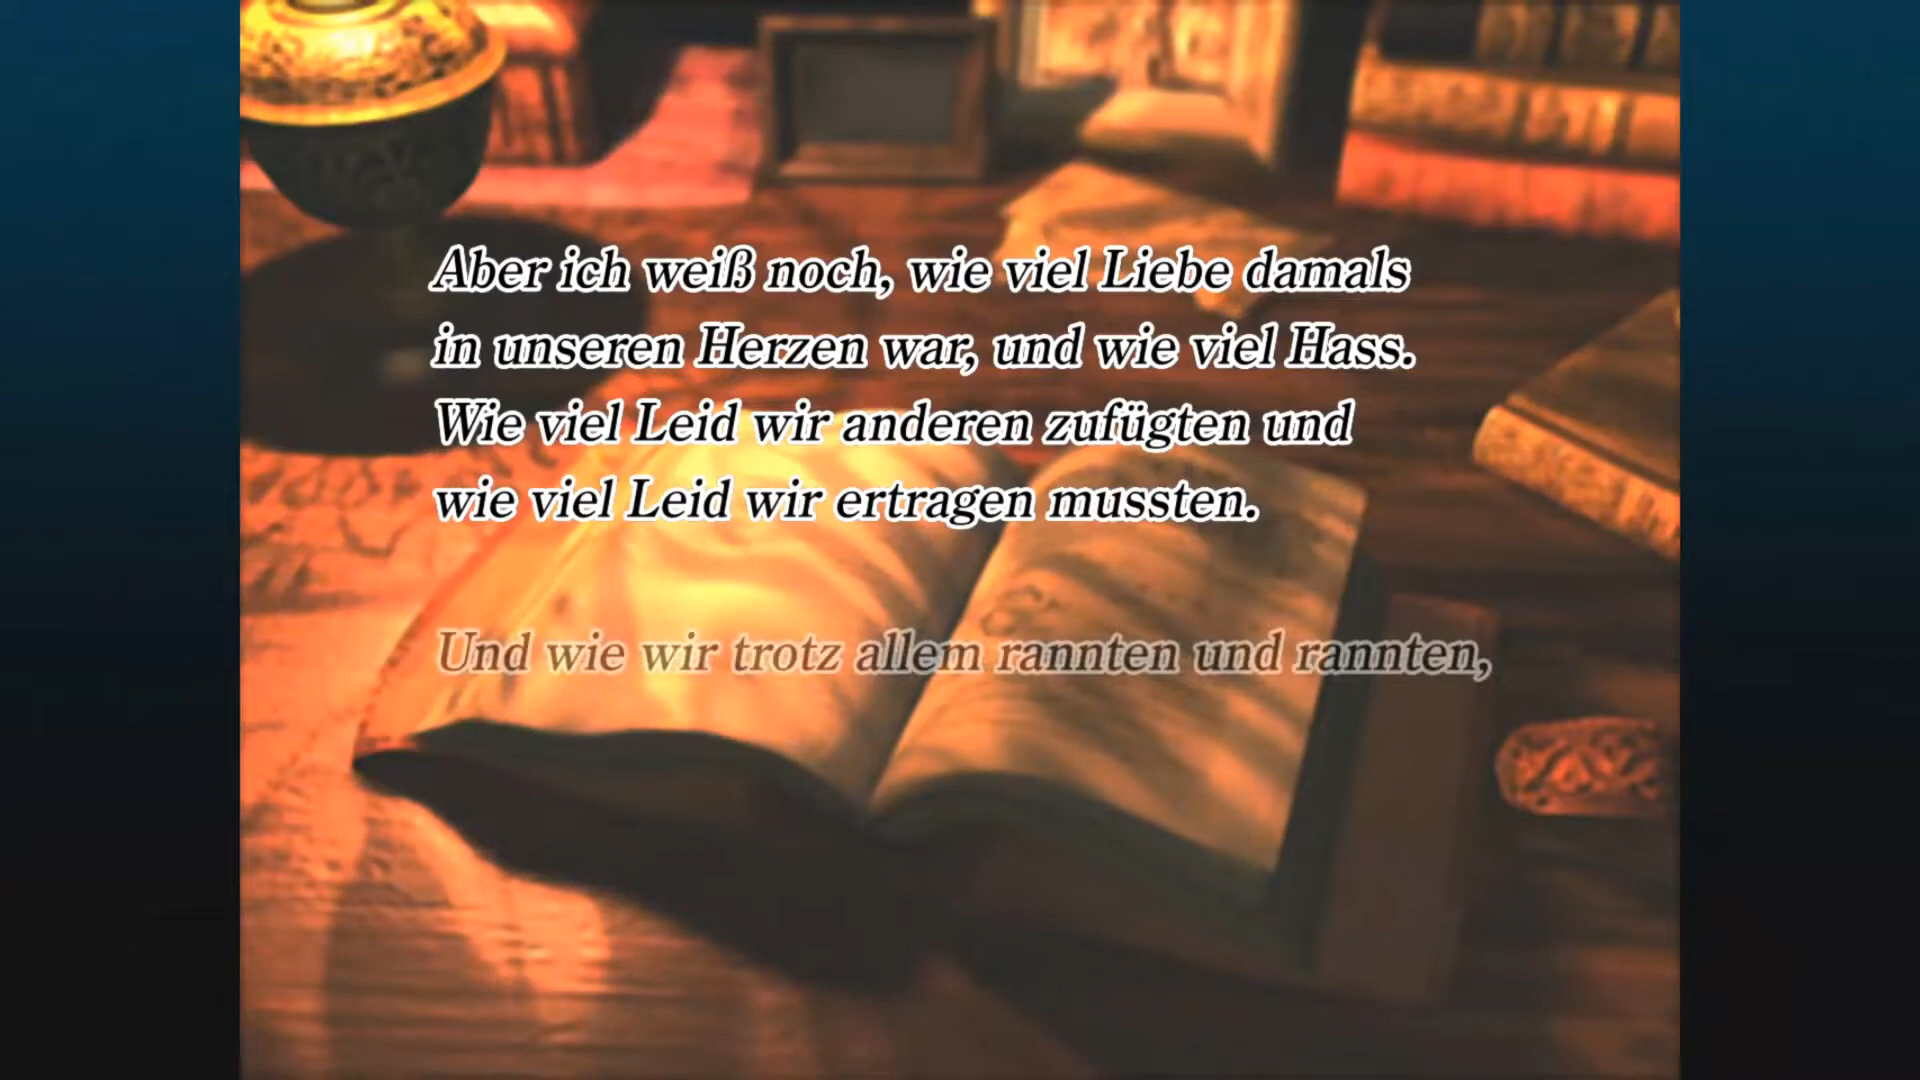 Aber ich weiß noch, wie viel Liebe damals
in unseren Herzen war, und wie viel Hass.
Wie viel Leid wir anderen zufügten und
wie viel Leid wir ertragen mussten.
Und wie wir trotz allem rannten und rannten,